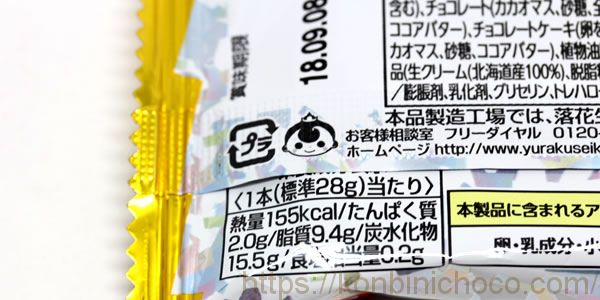 賞味期限
18.09.08
含む)、チョコレート(カカオマス、砂糖、全
ココアバター)、チョコレートケーキ(卵を
カオマス、砂糖、ココアバター)、植物油
品(生クリーム(北海道産100%)、脱脂
/膨脹剤、乳化剤、グリセリン、トレハロー
本品製造工場では、落花生
プラ
お客様相談室 フリーダイヤル 0120-
ホームページ http://www.yurakuseik
〈1本(標準28g)当たり〉
熱量155kcal/たんぱく質
2.0g/脂質9.4g/炭水化物
15.5g/食塩相当量0.2g
本製品に含まれるア
卵・乳成分・小
https://konbinichoco.com/